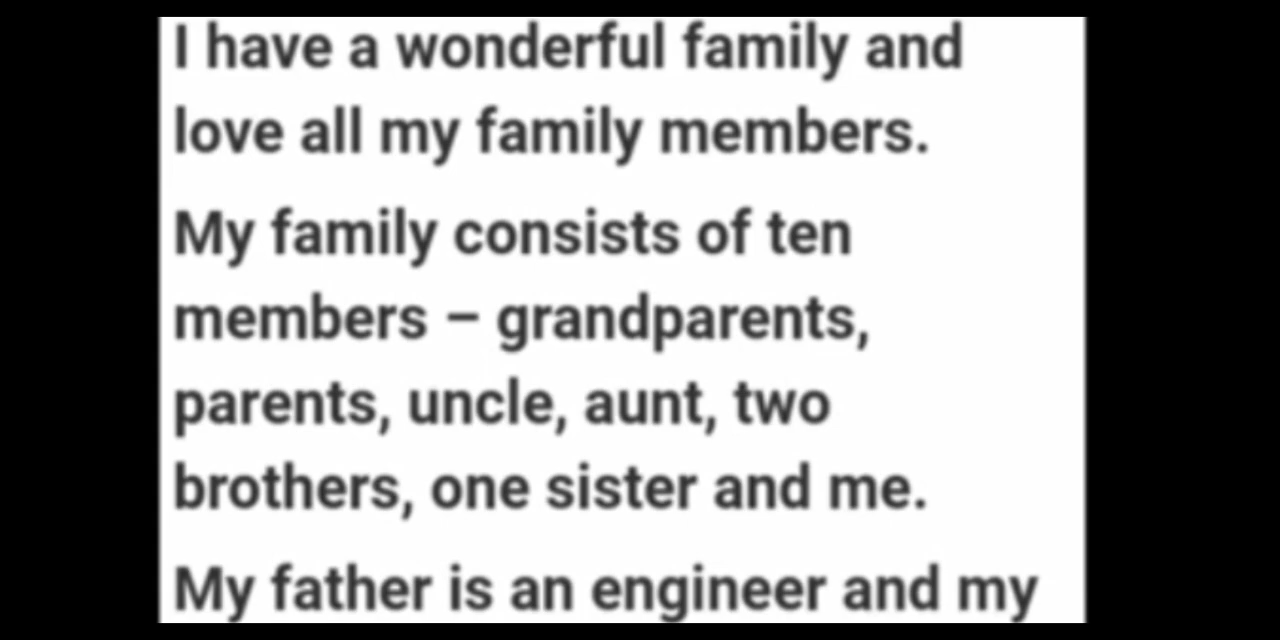 I have a wonderful family and
love all my family members.
My family consists of ten
members – grandparents,
parents, uncle, aunt, two
brothers, one sister and me.
My father is an engineer and my